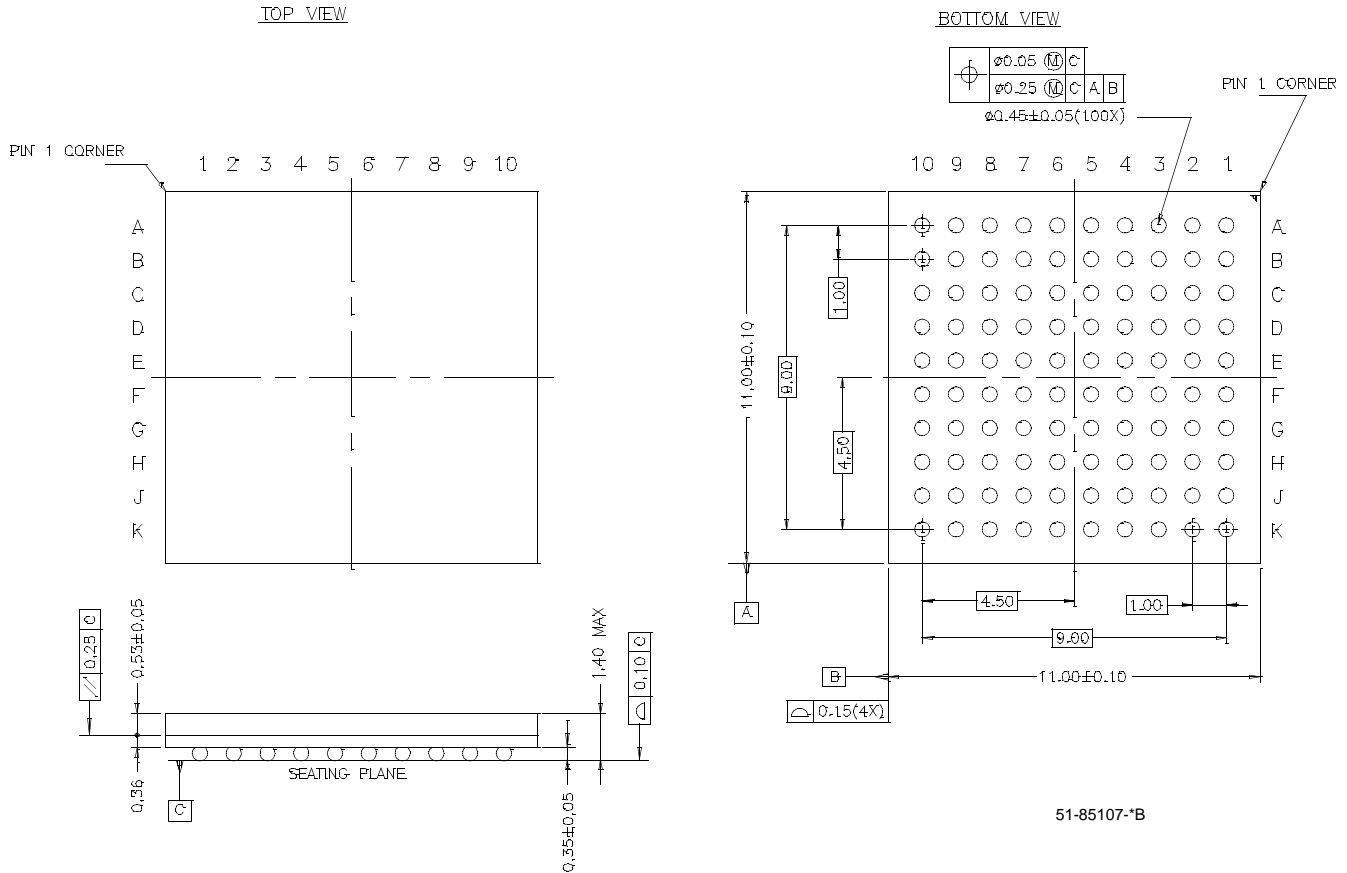 TOP VIEW
PIN 1 CORNER
1 2 3 4 5 6 7 8 9 10
A
B
C
D
E
F
G
H
J
K
BOTTOM VIEW
⌀0.05 Ⓜ C
⌀0.25 Ⓜ C A B
⌀0.45±0.05(100X)
PIN 1 CORNER
10 9 8 7 6 5 4 3 2 1
A
B
C
D
E
F
G
H
J
K
1.00
11.00±0.10
9.00
4.50
A
4.50
1.00
9.00
B
11.00±0.10
0.15(4X)
// 0.25 C
0.53±0.05
0.36
C
SEATING PLANE
1.40 MAX
0.10 C
0.35±0.05
51-85107-*B